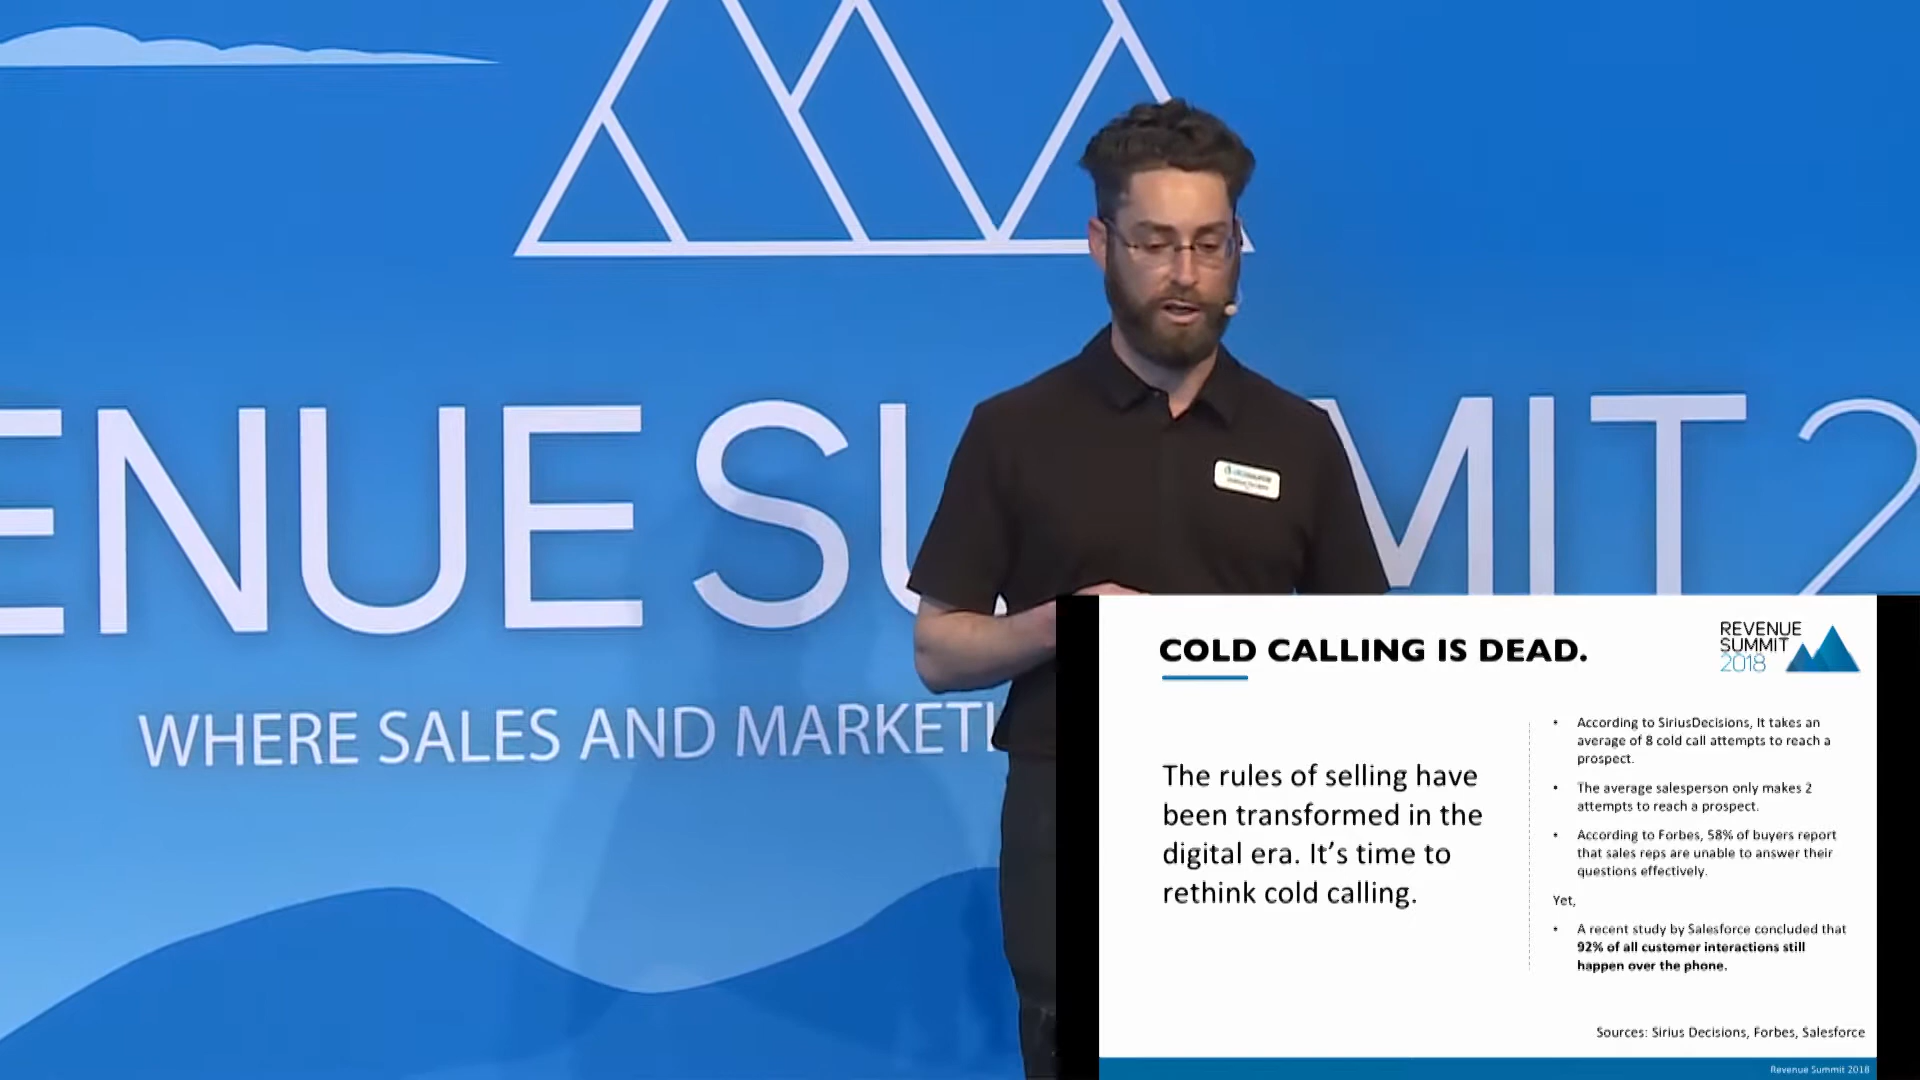 ENUE SU MIT 2
WHERE SALES AND MARKETI
COLD CALLING IS DEAD.
REVENUE
SUMMIT
2018
The rules of selling have
been transformed in the
digital era. It's time to
rethink cold calling.
• According to SiriusDecisions, It takes an
average of 8 cold call attempts to reach a
prospect.
• The average salesperson only makes 2
attempts to reach a prospect.
• According to Forbes, 58% of buyers report
that sales reps are unable to answer their
questions effectively.
Yet,
• A recent study by Salesforce concluded that
92% of all customer interactions still
happen over the phone.
Sources: Sirius Decisions, Forbes, Salesforce
Revenue Summit 2018